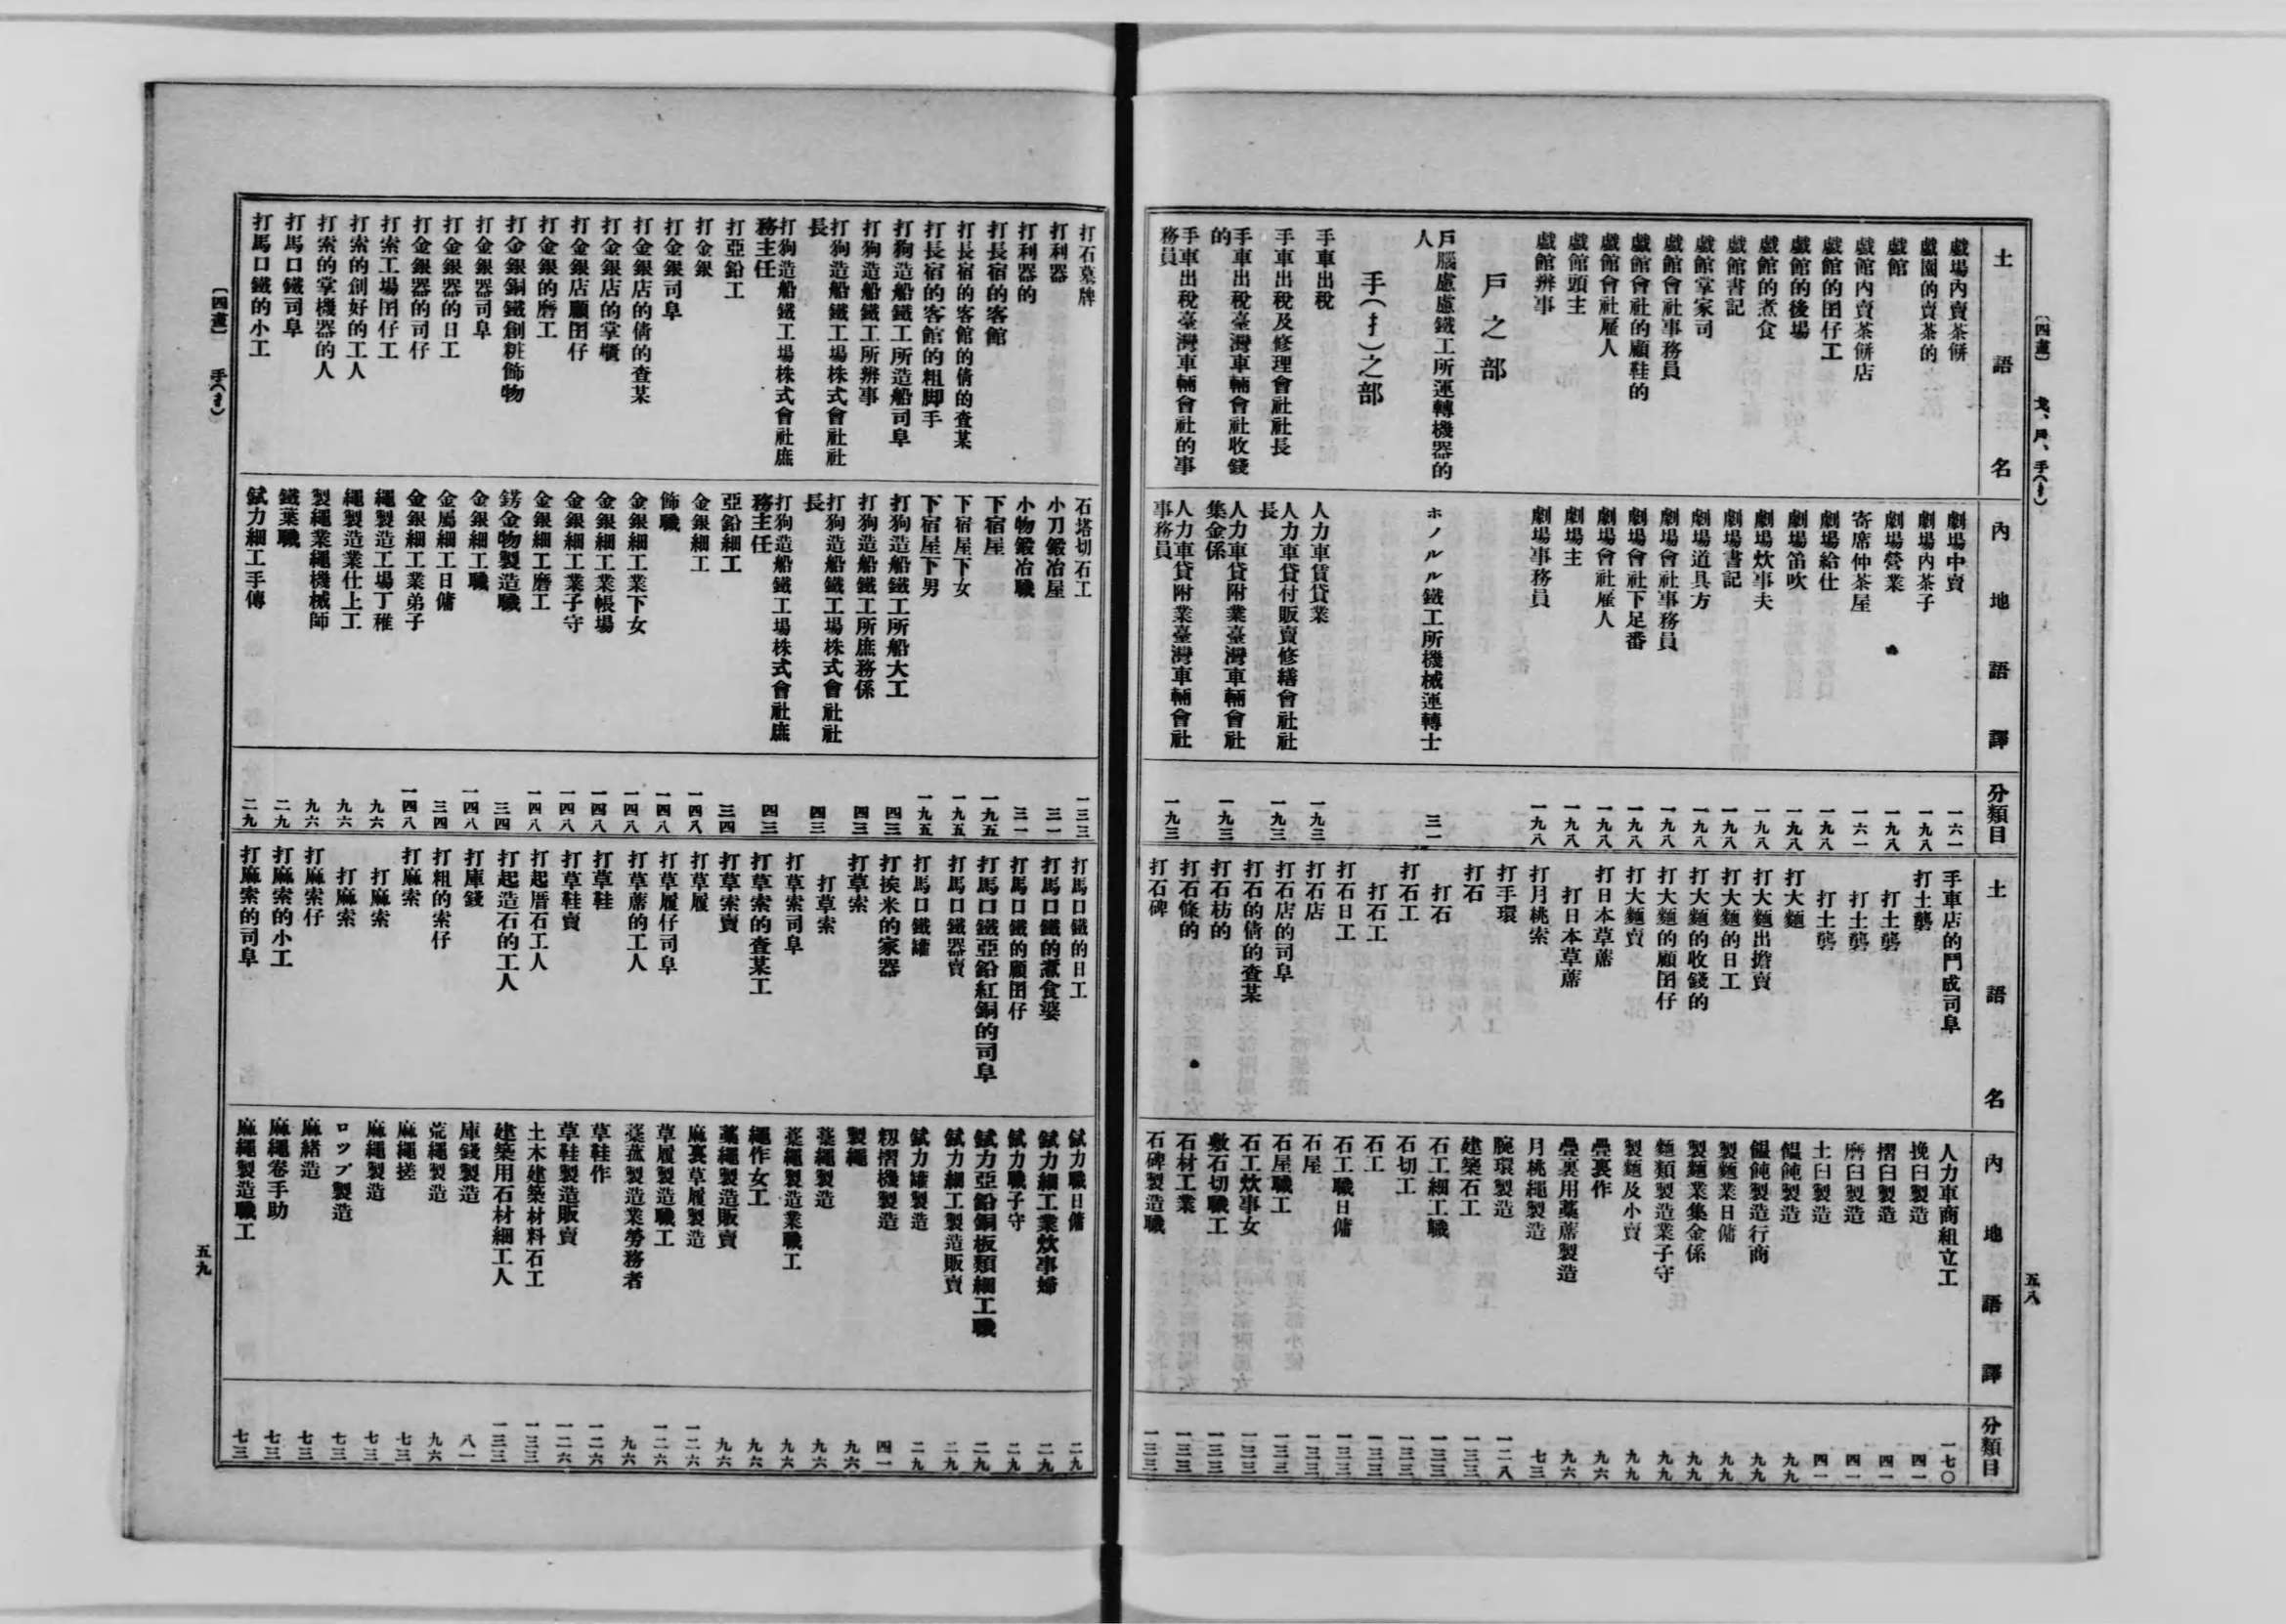 〔四畫〕 戈、戶、手(扌)
五八
土語名
內地語譯
分類目
戲場內賣茶餅 劇場中賣 一六一
戲園的賣茶的 劇場內茶子 一九八
戲館 劇場營業 一九八
戲館內賣茶餅店 寄席仲茶屋 一六一
戲館的囝仔工 劇場給仕 一九八
戲館的後場 劇場笛吹 一九八
戲館的煮食 劇場炊事夫 一九八
戲館書記 劇場書記 一九八
戲館掌家司 劇場道具方 一九八
戲館會社事務員 劇場會社事務員 一九八
戲館會社的顧鞋的 劇場會社下足番 一九八
戲館會社雇人 劇場會社雇人 一九八
戲館頭主 劇場主 一九八
戲館辨事 劇場事務員 一九八
戶之部
戶腦慮慮鐵工所運轉機器的人 ホノルル鐵工所機械運轉士 三一
手(扌)之部
手車出稅 人力車賃貸業 一九三
手車出稅及修理會社社長 人力車貸付販賣修繕會社社長 一九三
手車出稅臺灣車輛會社收錢的 人力車貸附業臺灣車輛會社集金係 一九三
手車出稅臺灣車輛會社的事務員 人力車貸附業臺灣車輛會社事務員 一九三
土語名
內地語譯
分類目
手車店的鬥成司阜 人力車商組立工 一七〇
打土礱 挽臼製造 四一
打土礱 摺臼製造 四一
打土礱 磨臼製造 四一
打土礱 土臼製造 四一
打大麵 饂飩製造 九九
打大麵出擔賣 饂飩製造行商 九九
打大麵的日工 製麵業日傭 九九
打大麵的收錢的 製麵業集金係 九九
打大麵的顧囝仔 麵類製造業子守 九九
打大麵賣 製麵及小賣 九九
打日本草蓆 疊裏作 九六
打日本草蓆 疊裏用藁蓆製造 九六
打月桃索 月桃繩製造 七三
打手環 腕環製造 一二八
打石 建築石工 一三三
打石 石工細工職 一三三
打石工 石切工 一三三
打石工 石工 一三三
打石日工 石工職日傭 一三三
打石店 石屋 一三三
打石店的司阜 石屋職工 一三三
打石的倩的查某 石工炊事女 一三三
打石枋的 敷石切職工 一三三
打石條的 石材工業 一三三
打石碑 石碑製造職 一三三
打石墓牌 石塔切石工 一三三
打利器 小刀鍛冶屋 三一
打利器的 小物鍛冶職 三一
打長宿的客館 下宿屋 一九五
打長宿的客館的倩的查某 下宿屋下女 一九五
打長宿的客館的粗脚手 下宿屋下男 一九五
打狗造船鐵工所造船司阜 打狗造船鐵工所船大工 四三
打狗造船鐵工所辨事 打狗造船鐵工所庶務係 四三
打狗造船鐵工場株式會社社長 打狗造船鐵工場株式會社社長 四三
打狗造船鐵工場株式會社庶務主任 打狗造船鐵工場株式會社庶務主任 四三
打亞鉛工 亞鉛細工 三四
打金銀 金銀細工 一四八
打金銀司阜 飾職 一四八
打金銀店的倩的查某 金銀細工業下女 一四八
打金銀店的掌櫃 金銀細工業帳場 一四八
打金銀店顧囝仔 金銀細工業子守 一四八
打金銀的磨工 金銀細工磨工 一四八
打金銀銅鐵創粧飾物 錺金物製造職 三四
打金銀器司阜 金銀細工職 一四八
打金銀器的日工 金屬細工日傭 三四
打金銀器的司仔 金銀細工業弟子 一四八
打索工場囝仔工 繩製造工場丁稚 九六
打索的創好的工人 繩製造業仕上工 九六
打索的掌機器的人 製繩業繩機械師 九六
打馬口鐵司阜 鐵葉職 二九
打馬口鐵的小工 錻力細工手傳 二九
打馬口鐵的日工 錻力職日傭 二九
打馬口鐵的煮食婆 錻力細工業炊事婦 二九
打馬口鐵的顧囝仔 錻力職子守 二九
打馬口鐵亞鉛紅銅的司阜 錻力亞鉛銅板類細工職 二九
打馬口鐵器賣 錻力細工製造販賣 二九
打馬口鐵罐 錻力罐製造 二九
打挨米的家器 籾摺機製造 四一
打草索 製繩 九六
打草索 藁繩製造 九六
打草索司阜 藁繩製造業職工 九六
打草索的查某工 繩作女工 九六
打草索賣 藁繩製造販賣 九六
打草履 麻裏草履製造 一二六
打草履仔司阜 草履製造職工 一二六
打草蓆的工人 藁菰製造業勞務者 九六
打草鞋 草鞋作 一二六
打草鞋賣 草鞋製造販賣 一二六
打起厝石工人 土木建築材料石工 一三三
打起造石的工人 建築用石材細工人 一三三
打庫錢 庫錢製造 八一
打粗的索仔 荒繩製造 九六
打麻索 麻繩搓 七三
打麻索 麻繩製造 七三
打麻索 ロップ製造 七三
打麻索仔 麻緒造 七三
打麻索的小工 麻繩卷手助 七三
打麻索的司阜 麻繩製造職工 七三
〔四畫〕 手(扌)
五九